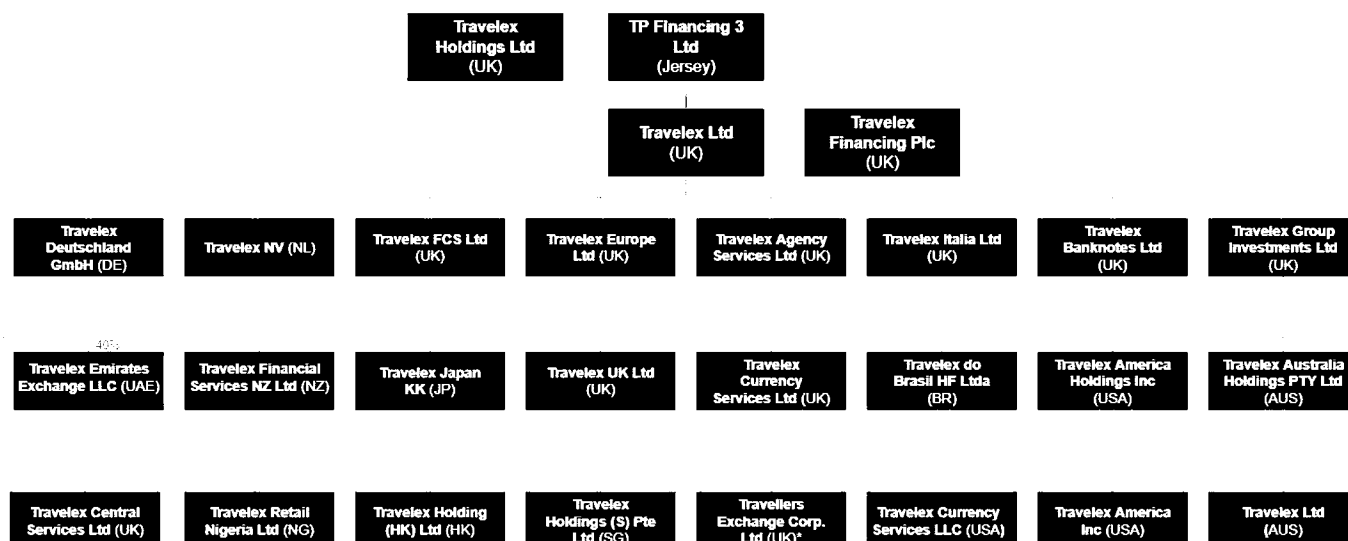 Travelex
Holdings Ltd
(UK)
TP Financing 3
Ltd
(Jersey)
Travelex Ltd
(UK)
Travelex
Financing Plc
(UK)
Travelex
Deutschland
GmbH (DE)
Travelex NV (NL)
Travelex FCS Ltd
(UK)
Travelex Europe
Ltd (UK)
Travelex Agency
Services Ltd (UK)
Travelex Italia Ltd
(UK)
Travelex
Banknotes Ltd
(UK)
Travelex Group
Investments Ltd
(UK)
40%
Travelex Emirates
Exchange LLC (UAE)
Travelex Financial
Services NZ Ltd (NZ)
Travelex Japan
KK (JP)
Travelex UK Ltd
(UK)
Travelex
Currency
Services Ltd (UK)
Travelex do
Brasil HF Ltda
(BR)
Travelex America
Holdings Inc
(USA)
Travelex Australia
Holdings PTY Ltd
(AUS)
Travelex Central
Services Ltd (UK)
Travelex Retail
Nigeria Ltd (NG)
Travelex Holding
(HK) Ltd (HK)
Travelex
Holdings (S) Pte
Ltd (SG)
Travellers
Exchange Corp.
Ltd (UK)*
Travelex Currency
Services LLC (USA)
Travelex America
Inc (USA)
Travelex Ltd
(AUS)